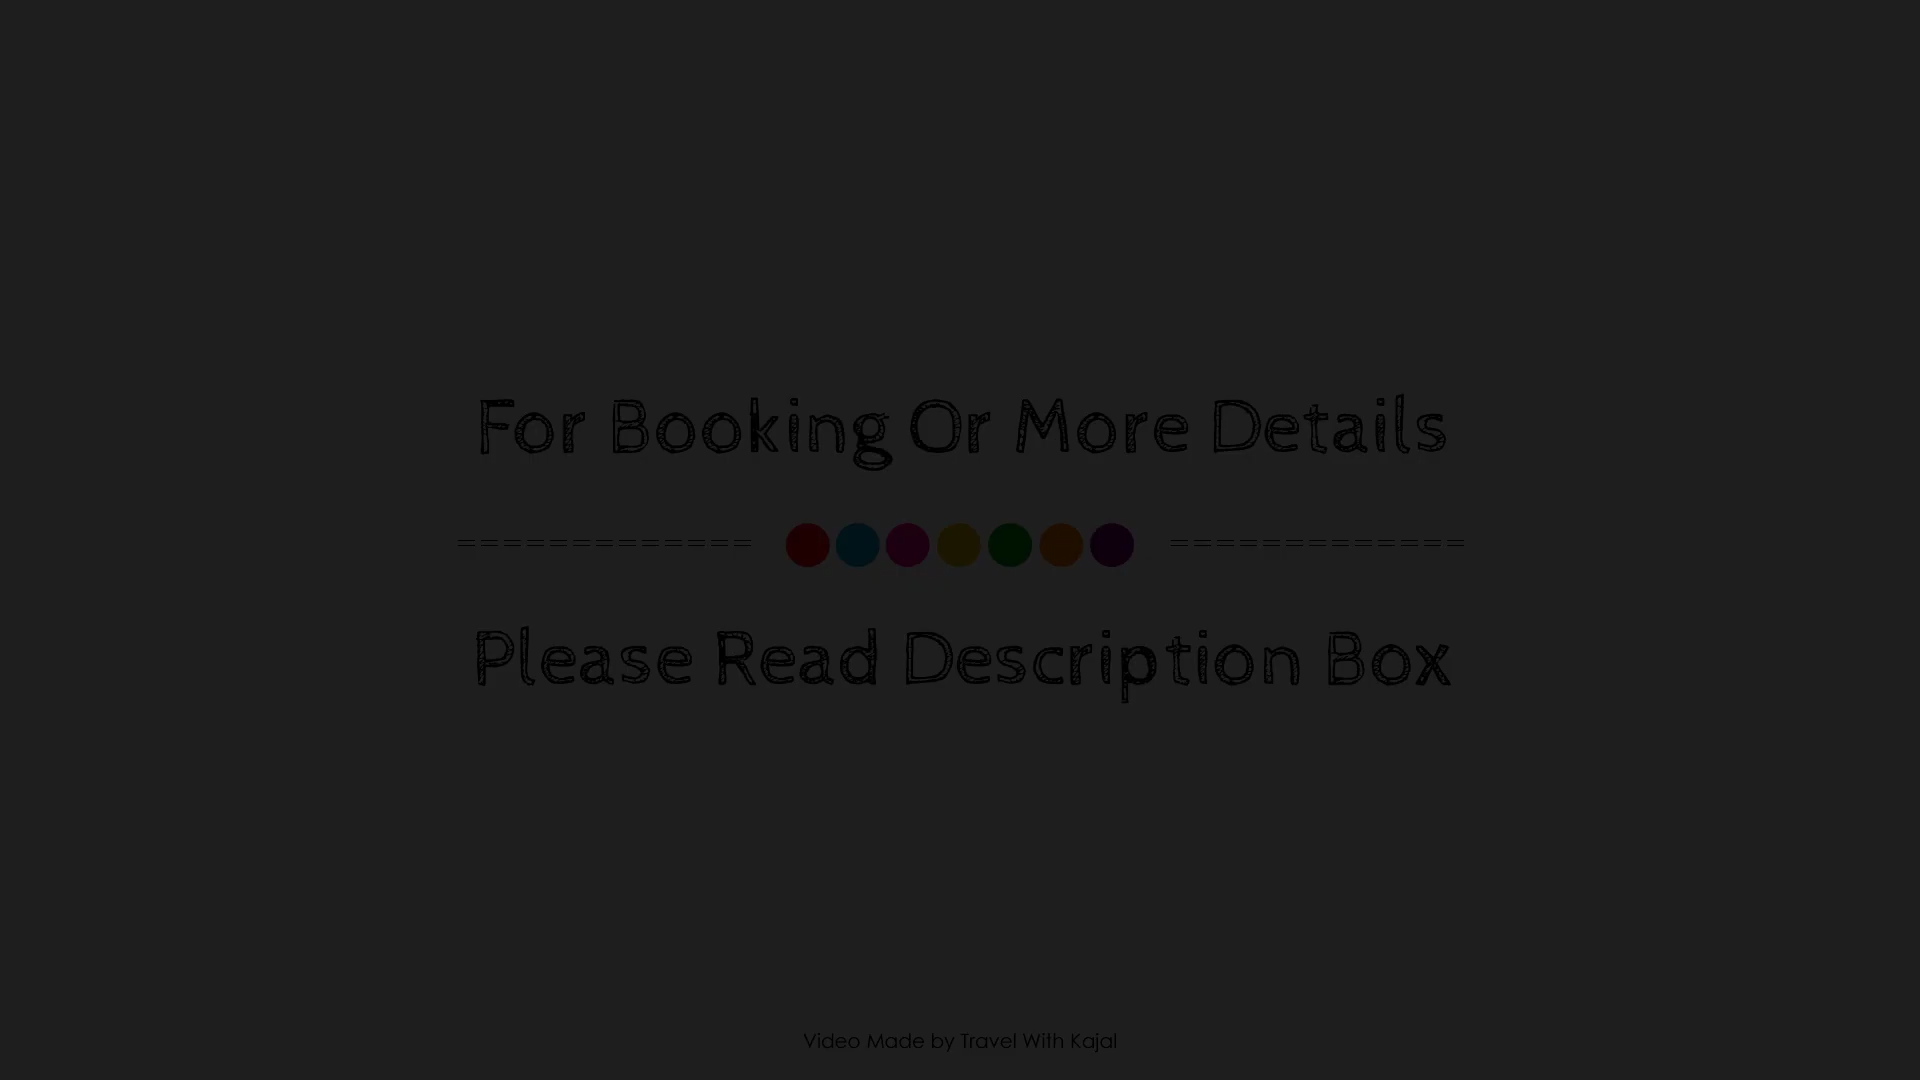 For Booking Or More Details
============= =============
Please Read Description Box
Video Made by Travel With Kajal